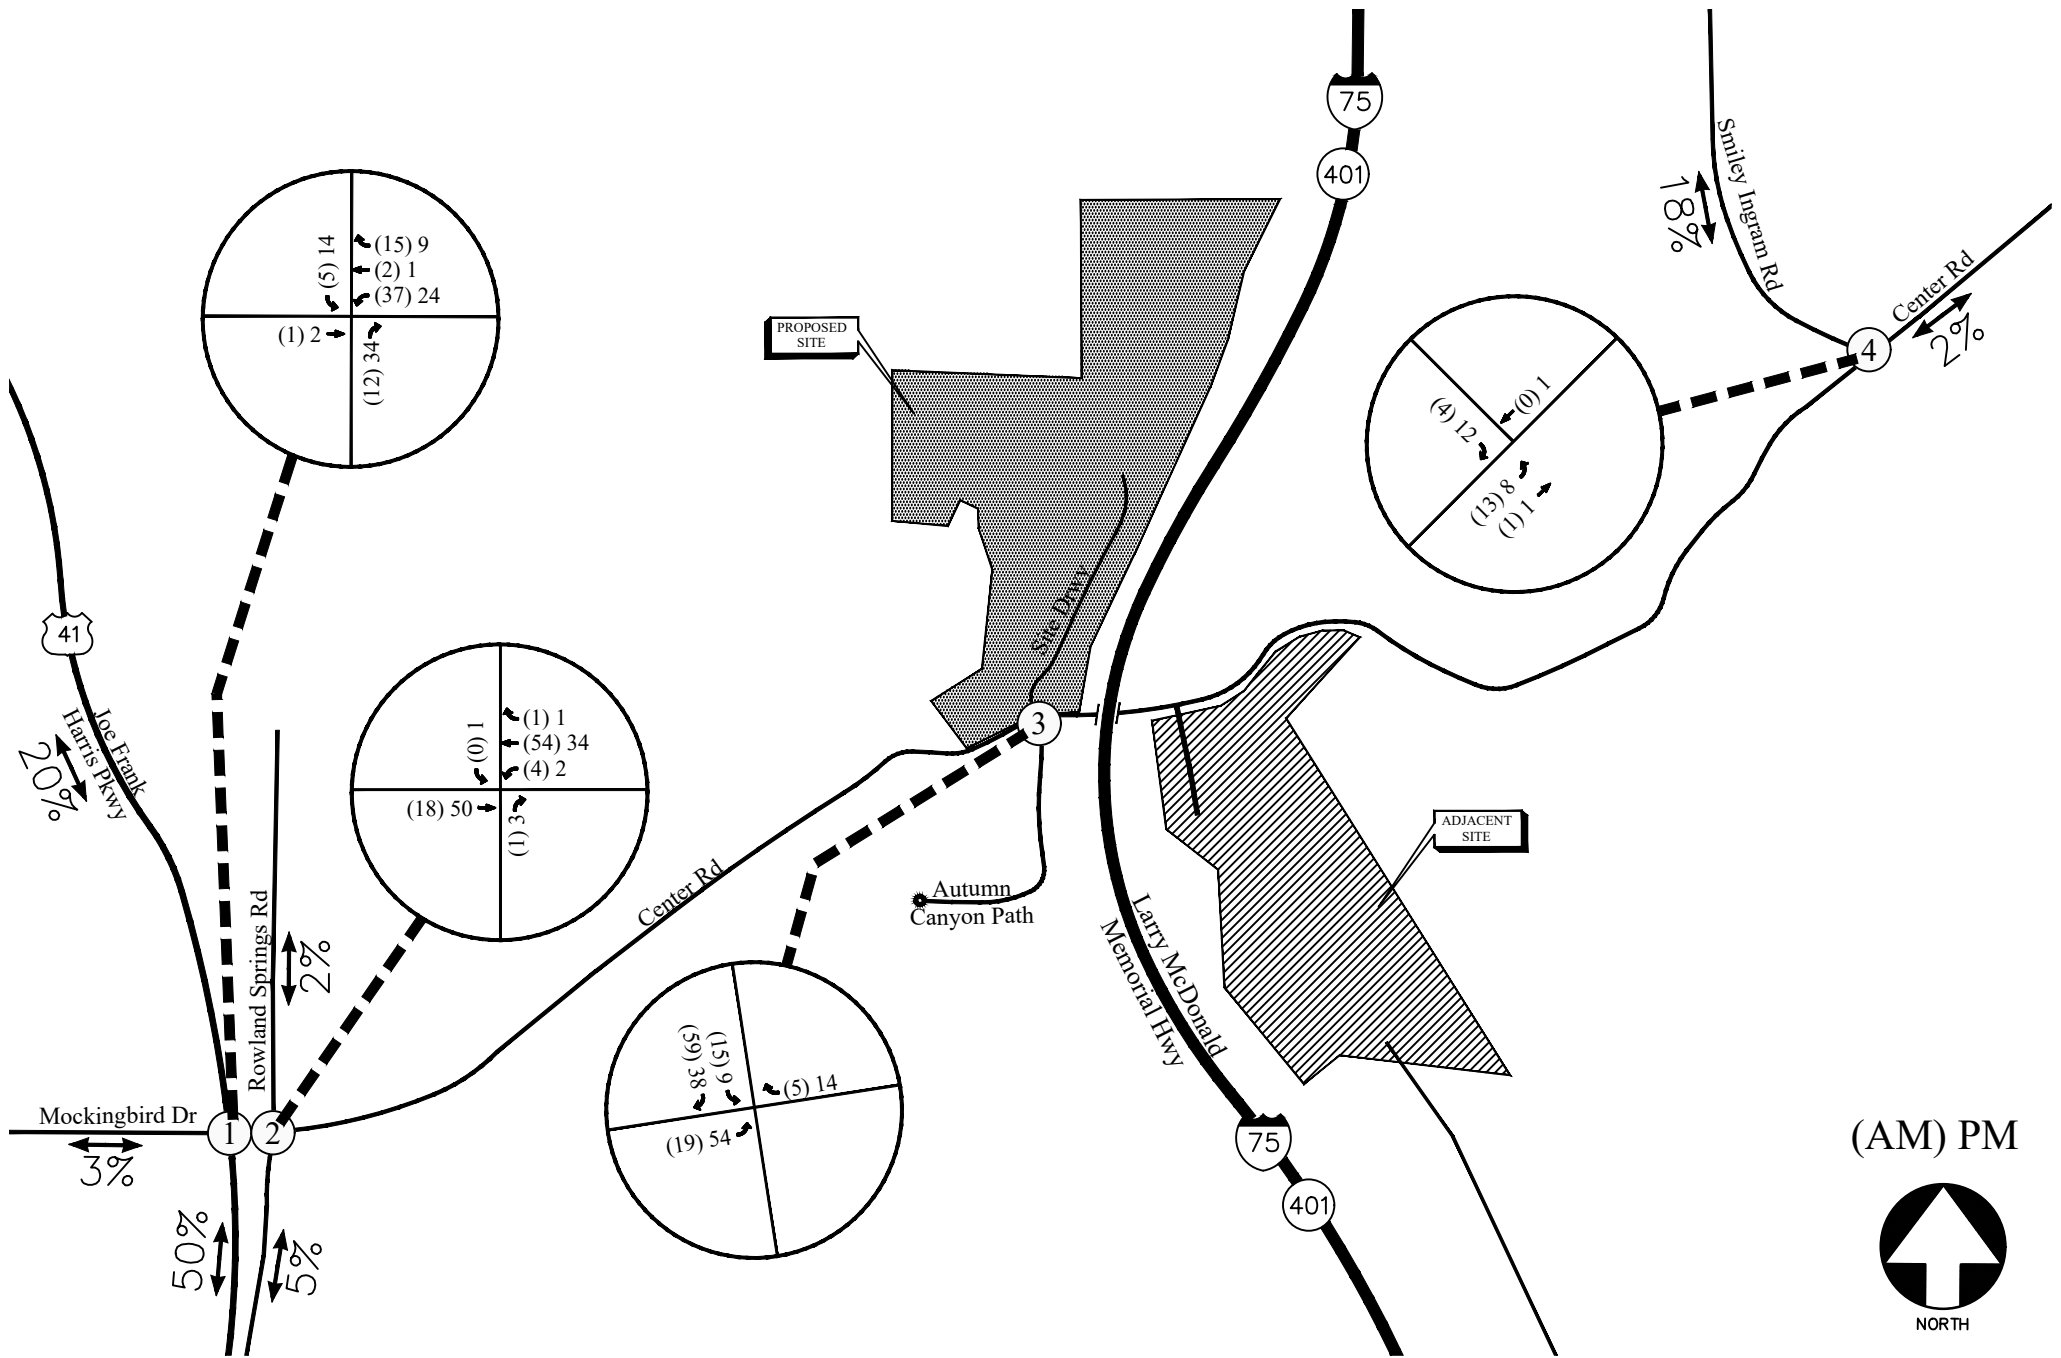 75
401
Smiley Ingram Rd
18%
Center Rd
2%
4
(5) 14
(15) 9
(2) 1
(37) 24
(1) 2
(12) 34
PROPOSED
SITE
(0) 1
(4) 12
(13) 8
(1) 1
Site Drwy
41
Joe Frank
Harris Pkwy
20%
(0) 1
(1) 1
(54) 34
(4) 2
(18) 50
(1) 3
3
ADJACENT
SITE
Center Rd
Autumn
Canyon Path
Larry McDonald
Memorial Hwy
Rowland Springs Rd
2%
(59) 38
(15) 9
(5) 14
(19) 54
Mockingbird Dr
3%
1
2
75
401
50%
5%
(AM) PM
NORTH